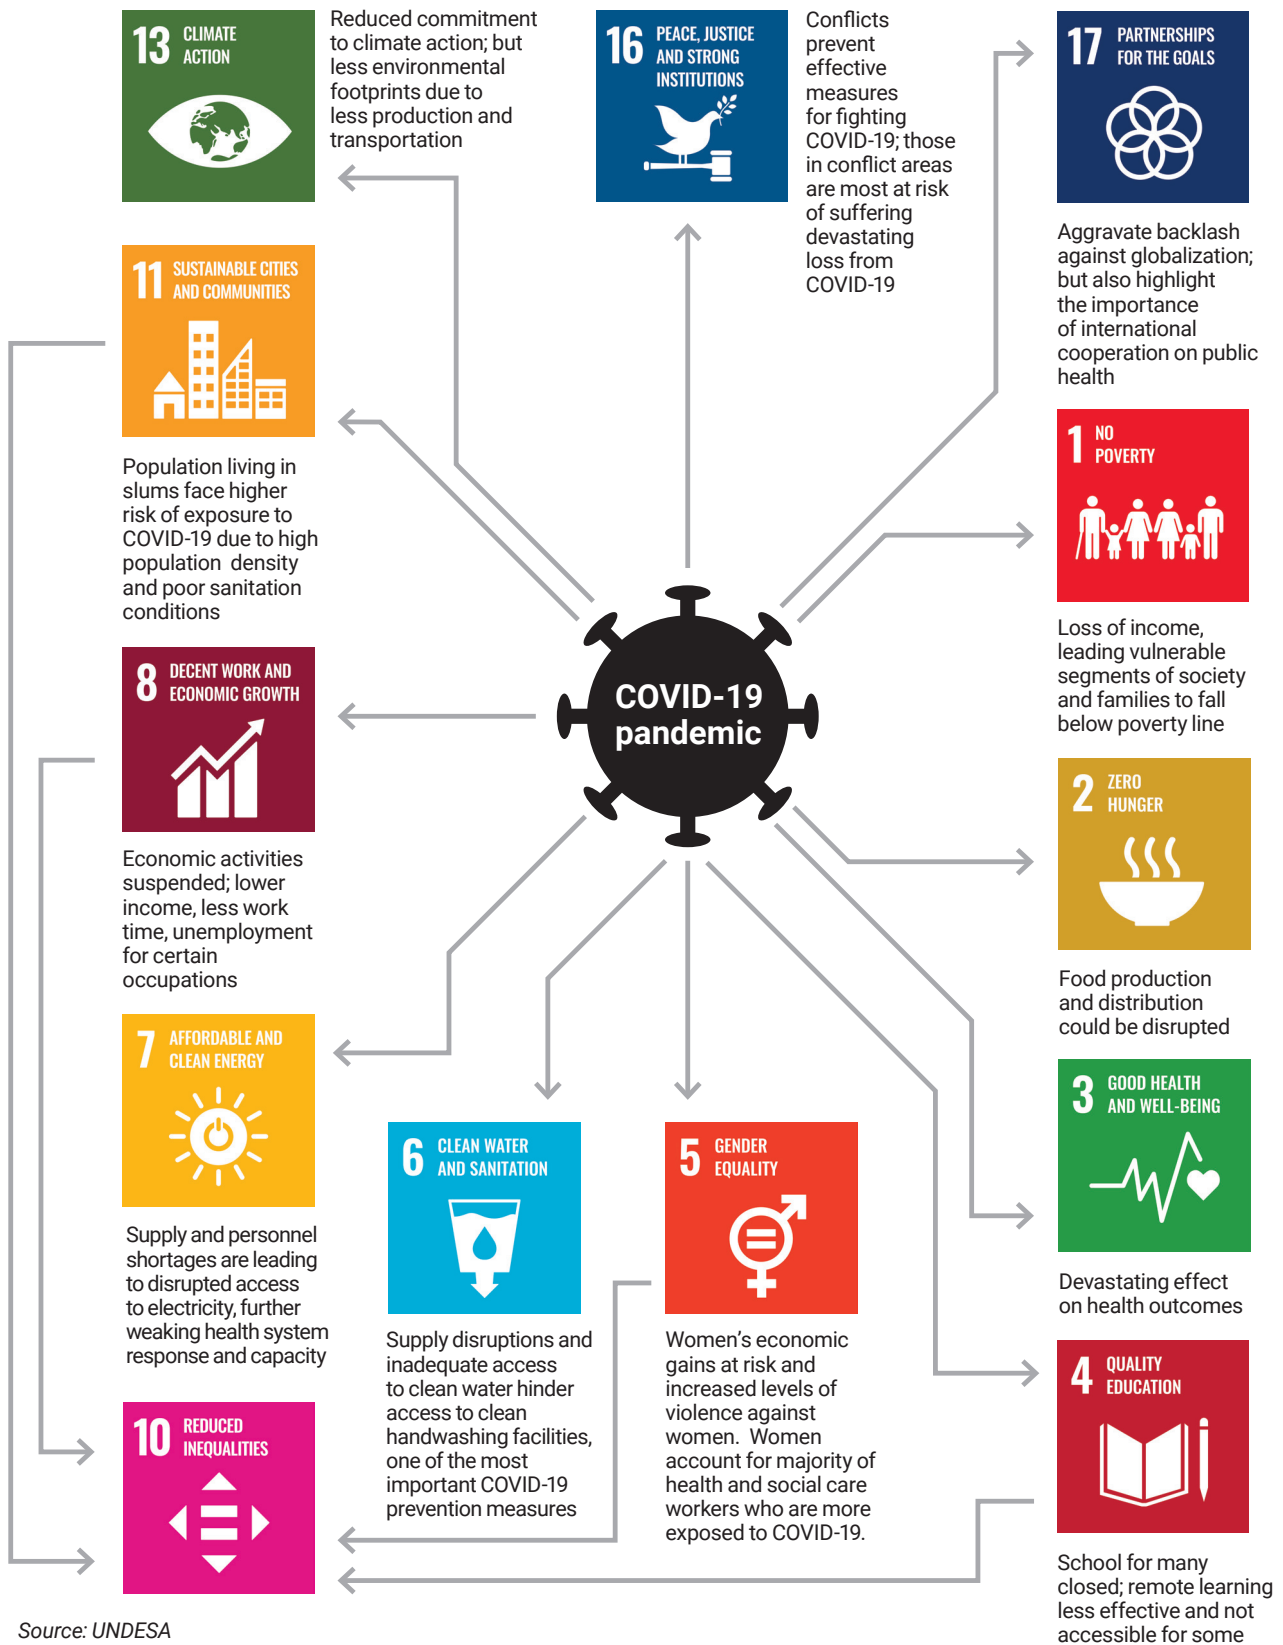 13 CLIMATE
ACTION
Reduced commitment
to climate action; but
less environmental
footprints due to
less production and
transportation
16 PEACE, JUSTICE
AND STRONG
INSTITUTIONS
Conflicts
prevent
effective
measures
for fighting
COVID-19; those
in conflict areas
are most at risk
of suffering
devastating
loss from
COVID-19
17 PARTNERSHIPS
FOR THE GOALS
Aggravate backlash
against globalization;
but also highlight
the importance
of international
cooperation on public
health
11 SUSTAINABLE CITIES
AND COMMUNITIES
Population living in
slums face higher
risk of exposure to
COVID-19 due to high
population density
and poor sanitation
conditions
1 NO
POVERTY
Loss of income,
leading vulnerable
segments of society
and families to fall
below poverty line
COVID-19
pandemic
8 DECENT WORK AND
ECONOMIC GROWTH
Economic activities
suspended; lower
income, less work
time, unemployment
for certain
occupations
2 ZERO
HUNGER
Food production
and distribution
could be disrupted
7 AFFORDABLE AND
CLEAN ENERGY
Supply and personnel
shortages are leading
to disrupted access
to electricity, further
weaking health system
response and capacity
6 CLEAN WATER
AND SANITATION
Supply disruptions and
inadequate access
to clean water hinder
access to clean
handwashing facilities,
one of the most
important COVID-19
prevention measures
5 GENDER
EQUALITY
Women's economic
gains at risk and
increased levels of
violence against
women. Women
account for majority of
health and social care
workers who are more
exposed to COVID-19.
3 GOOD HEALTH
AND WELL-BEING
Devastating effect
on health outcomes
10 REDUCED
INEQUALITIES
4 QUALITY
EDUCATION
School for many
closed; remote learning
less effective and not
accessible for some
Source: UNDESA